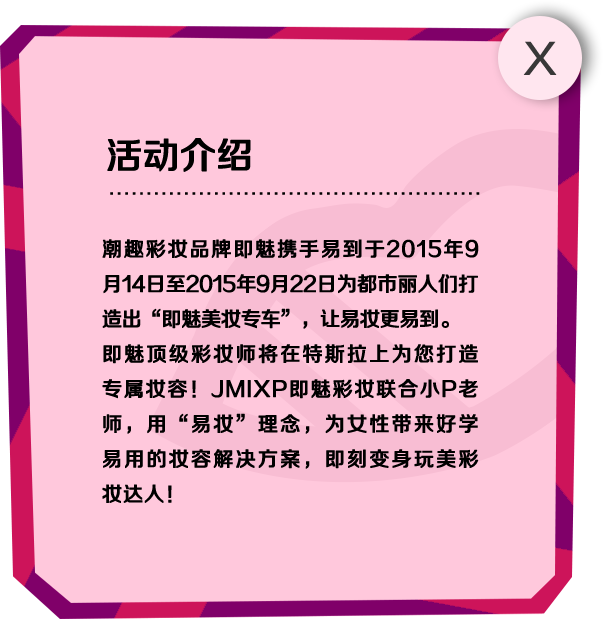 X
活动介绍
潮趣彩妆品牌即魅携手易到于2015年9
月14日至2015年9月22日为都市丽人们打
造出“即魅美妆专车”，让易妆更易到。
即魅顶级彩妆师将在特斯拉上为您打造
专属妆容！JMIXP即魅彩妆联合小P老
师，用“易妆”理念，为女性带来好学
易用的妆容解决方案，即刻变身玩美彩
妆达人！